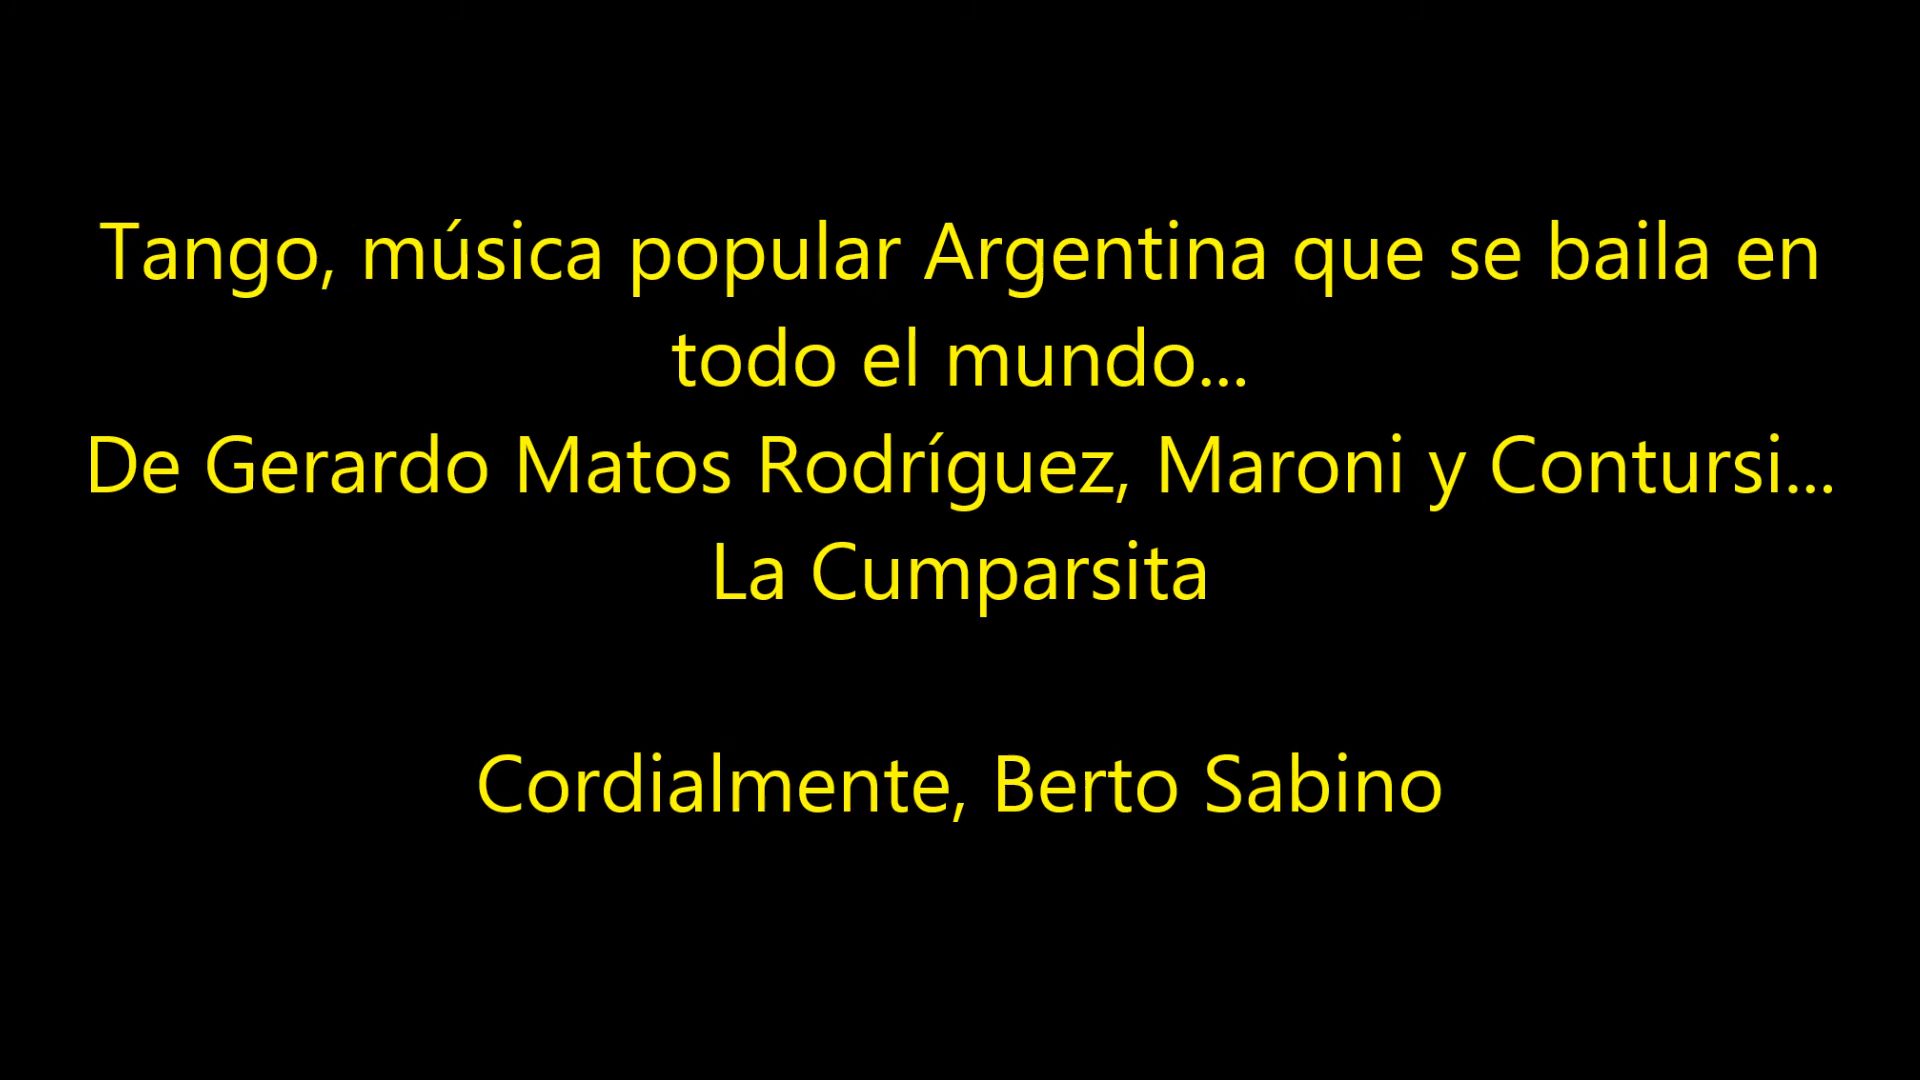 Tango, música popular Argentina que se baila en
todo el mundo...
De Gerardo Matos Rodríguez, Maroni y Contursi...
La Cumparsita
Cordialmente, Berto Sabino